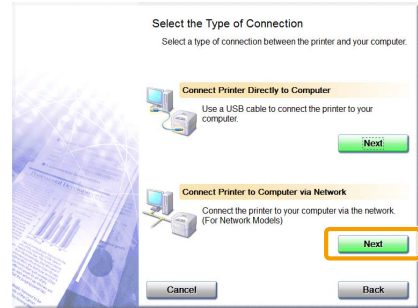 Select the Type of Connection
Select a type of connection between the printer and your computer.
Connect Printer Directly to Computer
Use a USB cable to connect the printer to your
computer.
Next
Connect Printer to Computer via Network
Connect the printer to your computer via the network.
(For Network Models)
Next
Cancel
Back